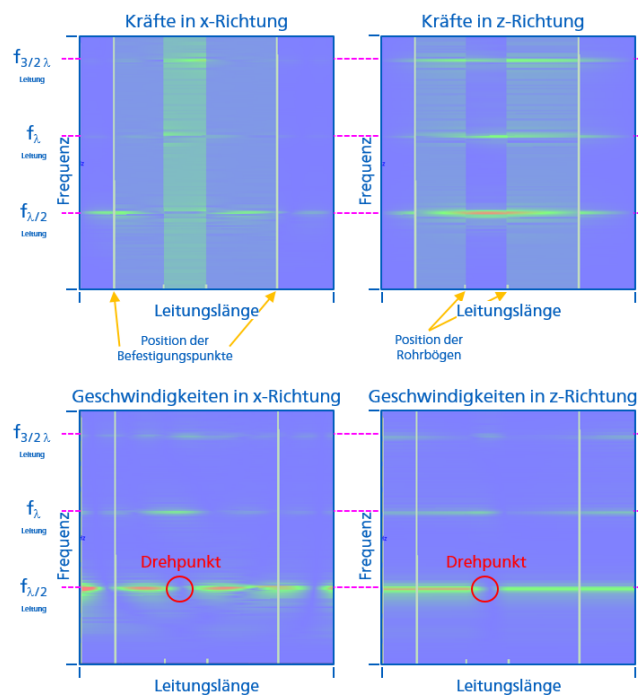 Kräfte in x-Richtung
f3/2 λ
Leitung
fλ
Leitung
fλ/2
Leitung
Frequenz
Leitungslänge
Position der
Befestigungspunkte
Kräfte in z-Richtung
Frequenz
Leitungslänge
Position der
Rohrbögen
Geschwindigkeiten in x-Richtung
f3/2 λ
Leitung
fλ
Leitung
fλ/2
Leitung
Frequenz
Drehpunkt
Leitungslänge
Geschwindigkeiten in z-Richtung
Frequenz
Drehpunkt
Leitungslänge